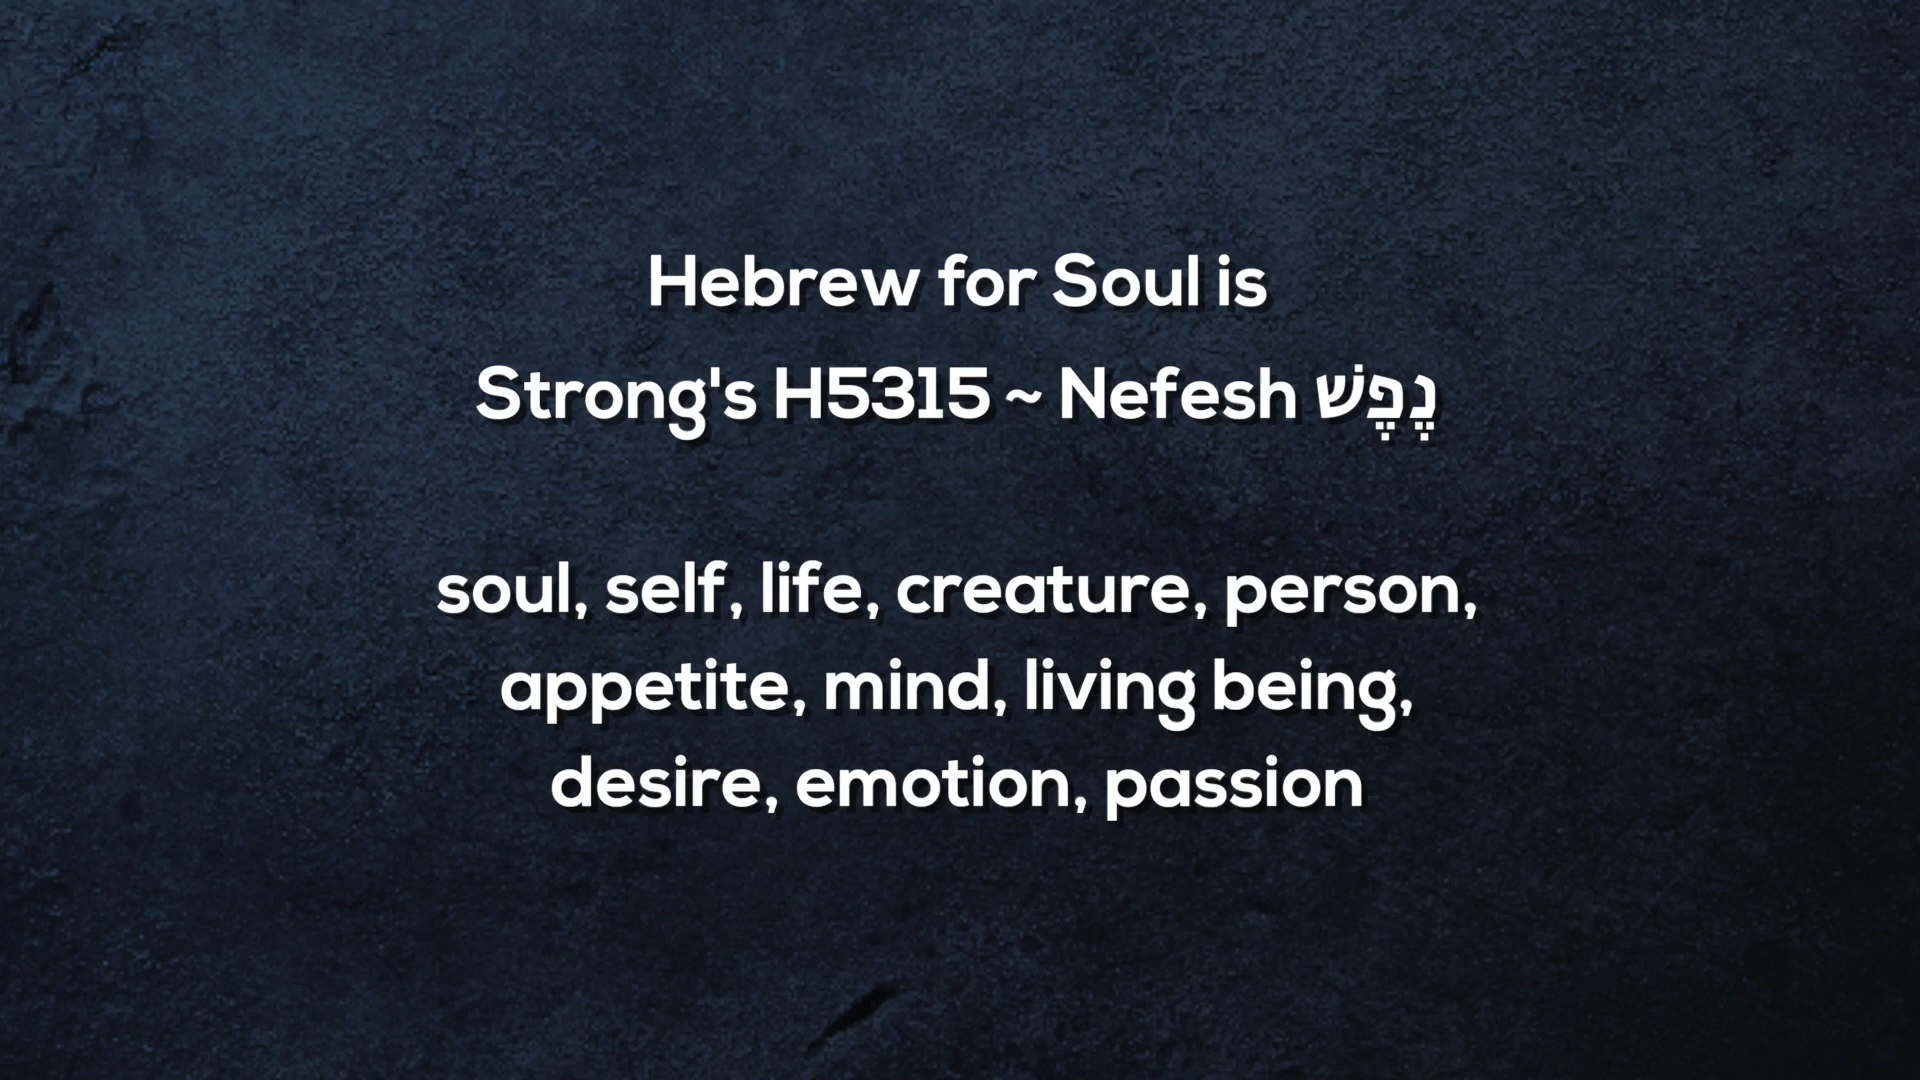 Hebrew for Soul is
Strong's H5315 ~ Nefesh נֶפֶּשׁ
soul, self, life, creature, person,
appetite, mind, living being,
desire, emotion, passion